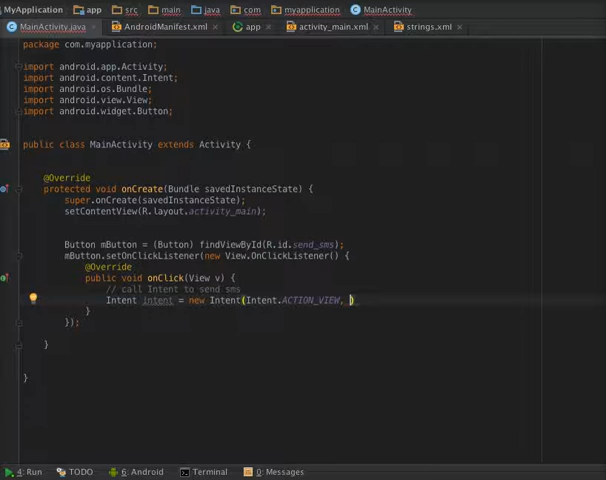 MyApplication app src main java com myapplication MainActivity
MainActivity.java AndroidManifest.xml app activity_main.xml strings.xml
package com.myapplication;
import android.app.Activity;
import android.content.Intent;
import android.os.Bundle;
import android.view.View;
import android.widget.Button;
public class MainActivity extends Activity {
@Override
protected void onCreate(Bundle savedInstanceState) {
super.onCreate(savedInstanceState);
setContentView(R.layout.activity_main);
Button mButton = (Button) findViewById(R.id.send_sms);
mButton.setOnClickListener(new View.OnClickListener() {
@Override
public void onClick(View v) {
// call Intent to send sms
Intent intent = new Intent(Intent.ACTION_VIEW, )
}
});
}
}
4: Run TODO 6: Android Terminal 0: Messages